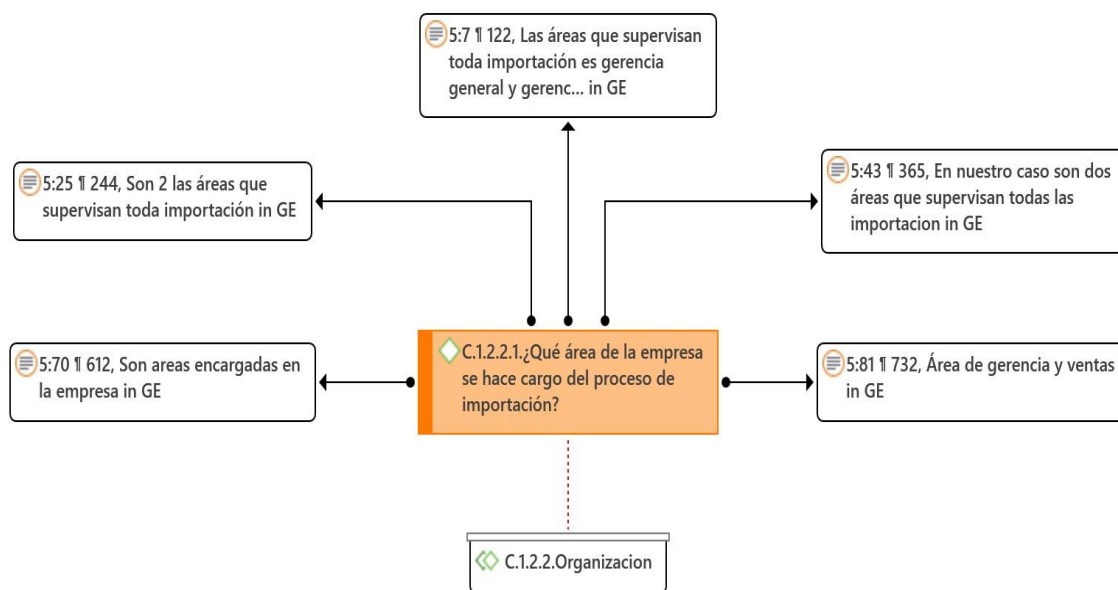 5:7 ¶ 122, Las áreas que supervisan
toda importación es gerencia
general y gerenc... in GE
5:25 ¶ 244, Son 2 las áreas que
supervisan toda importación in GE
5:43 ¶ 365, En nuestro caso son dos
áreas que supervisan todas las
importacion in GE
5:70 ¶ 612, Son areas encargadas en
la empresa in GE
C.1.2.2.1.¿Qué área de la empresa
se hace cargo del proceso de
importación?
5:81 ¶ 732, Área de gerencia y ventas
in GE
C.1.2.2.Organizacion